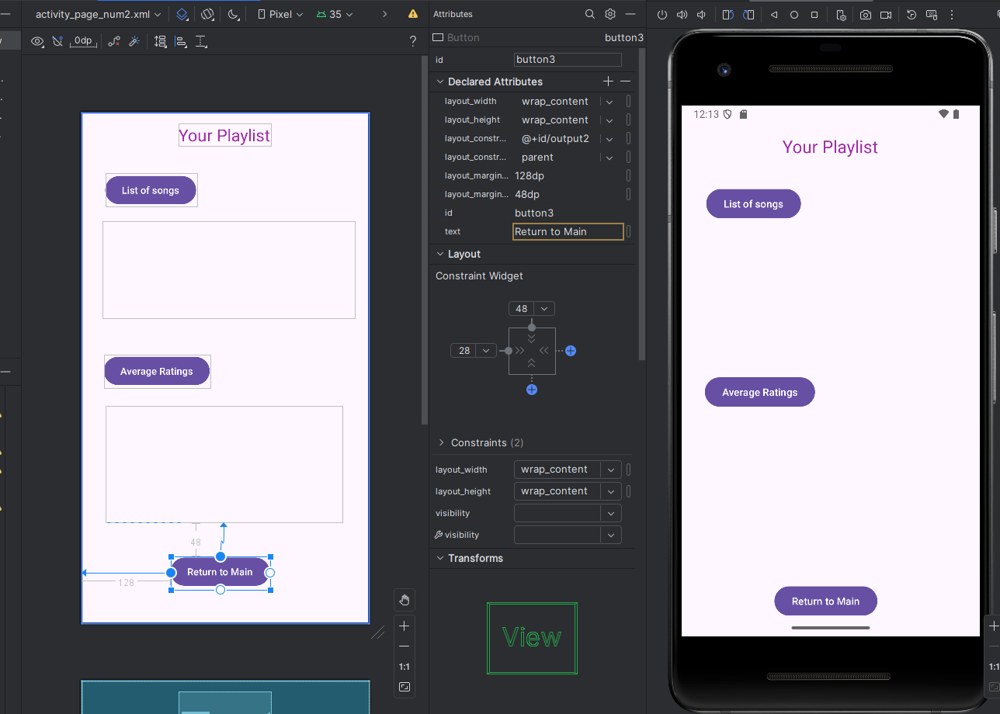 activity_page_num2.xml
Pixel
35
0dp
?
Your Playlist
List of songs
Average Ratings
48
128
Return to Main
1:1
Attributes
Button button3
id button3
Declared Attributes
layout_width wrap_content
layout_height wrap_content
layout_constr... @+id/output2
layout_constr... parent
layout_margin... 128dp
layout_margin... 48dp
id button3
text Return to Main
Layout
Constraint Widget
48
28
Constraints (2)
layout_width wrap_content
layout_height wrap_content
visibility
visibility
Transforms
View
12:13
Your Playlist
List of songs
Average Ratings
Return to Main
1:1